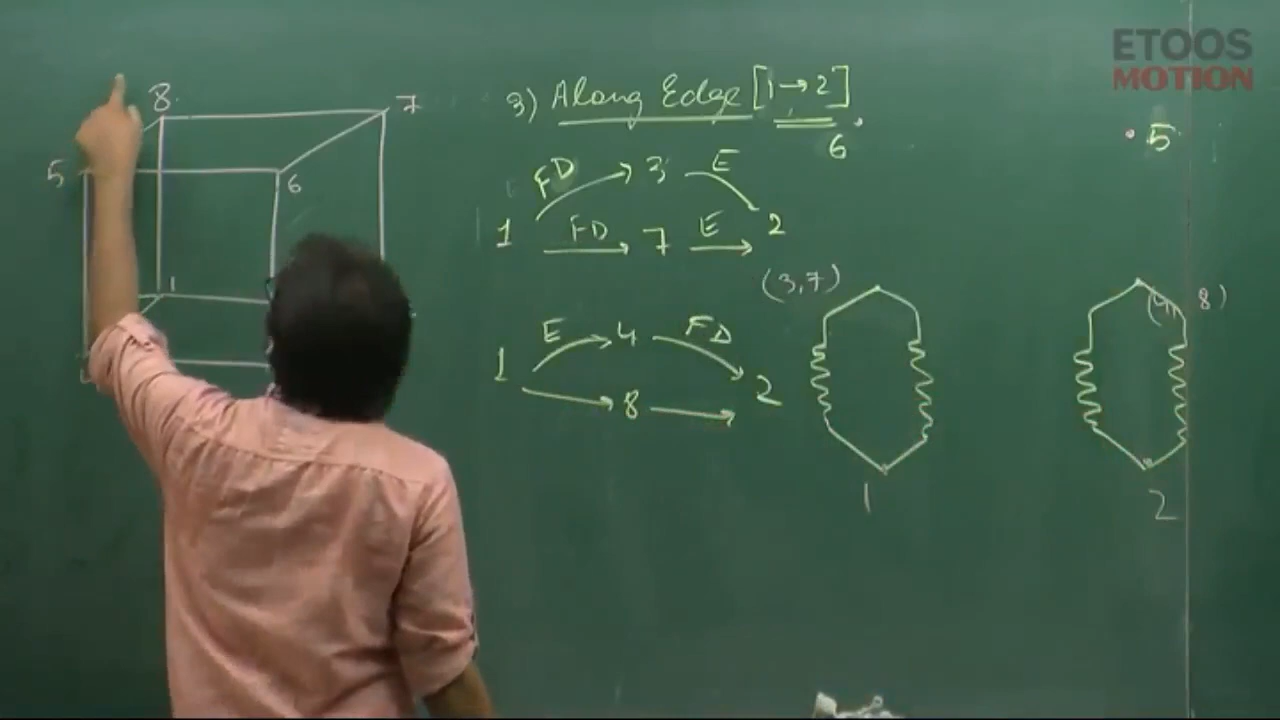 ETOOS
MOTION
8
7
5
6
1
3) Along Edge [1→2]
6
5
FD 3 E
1 FD 7 E 2
(3,7)
(4, 8)
E 4 FD
1 8 2
1
2